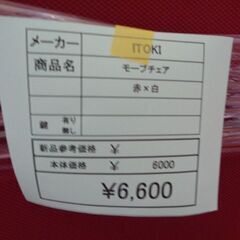 メーカー ITOKI
商品名 モーブチェア
赤×白
鍵 有り 無し
新品参考価格 ¥
本体価格 ¥ 6000
¥6,600